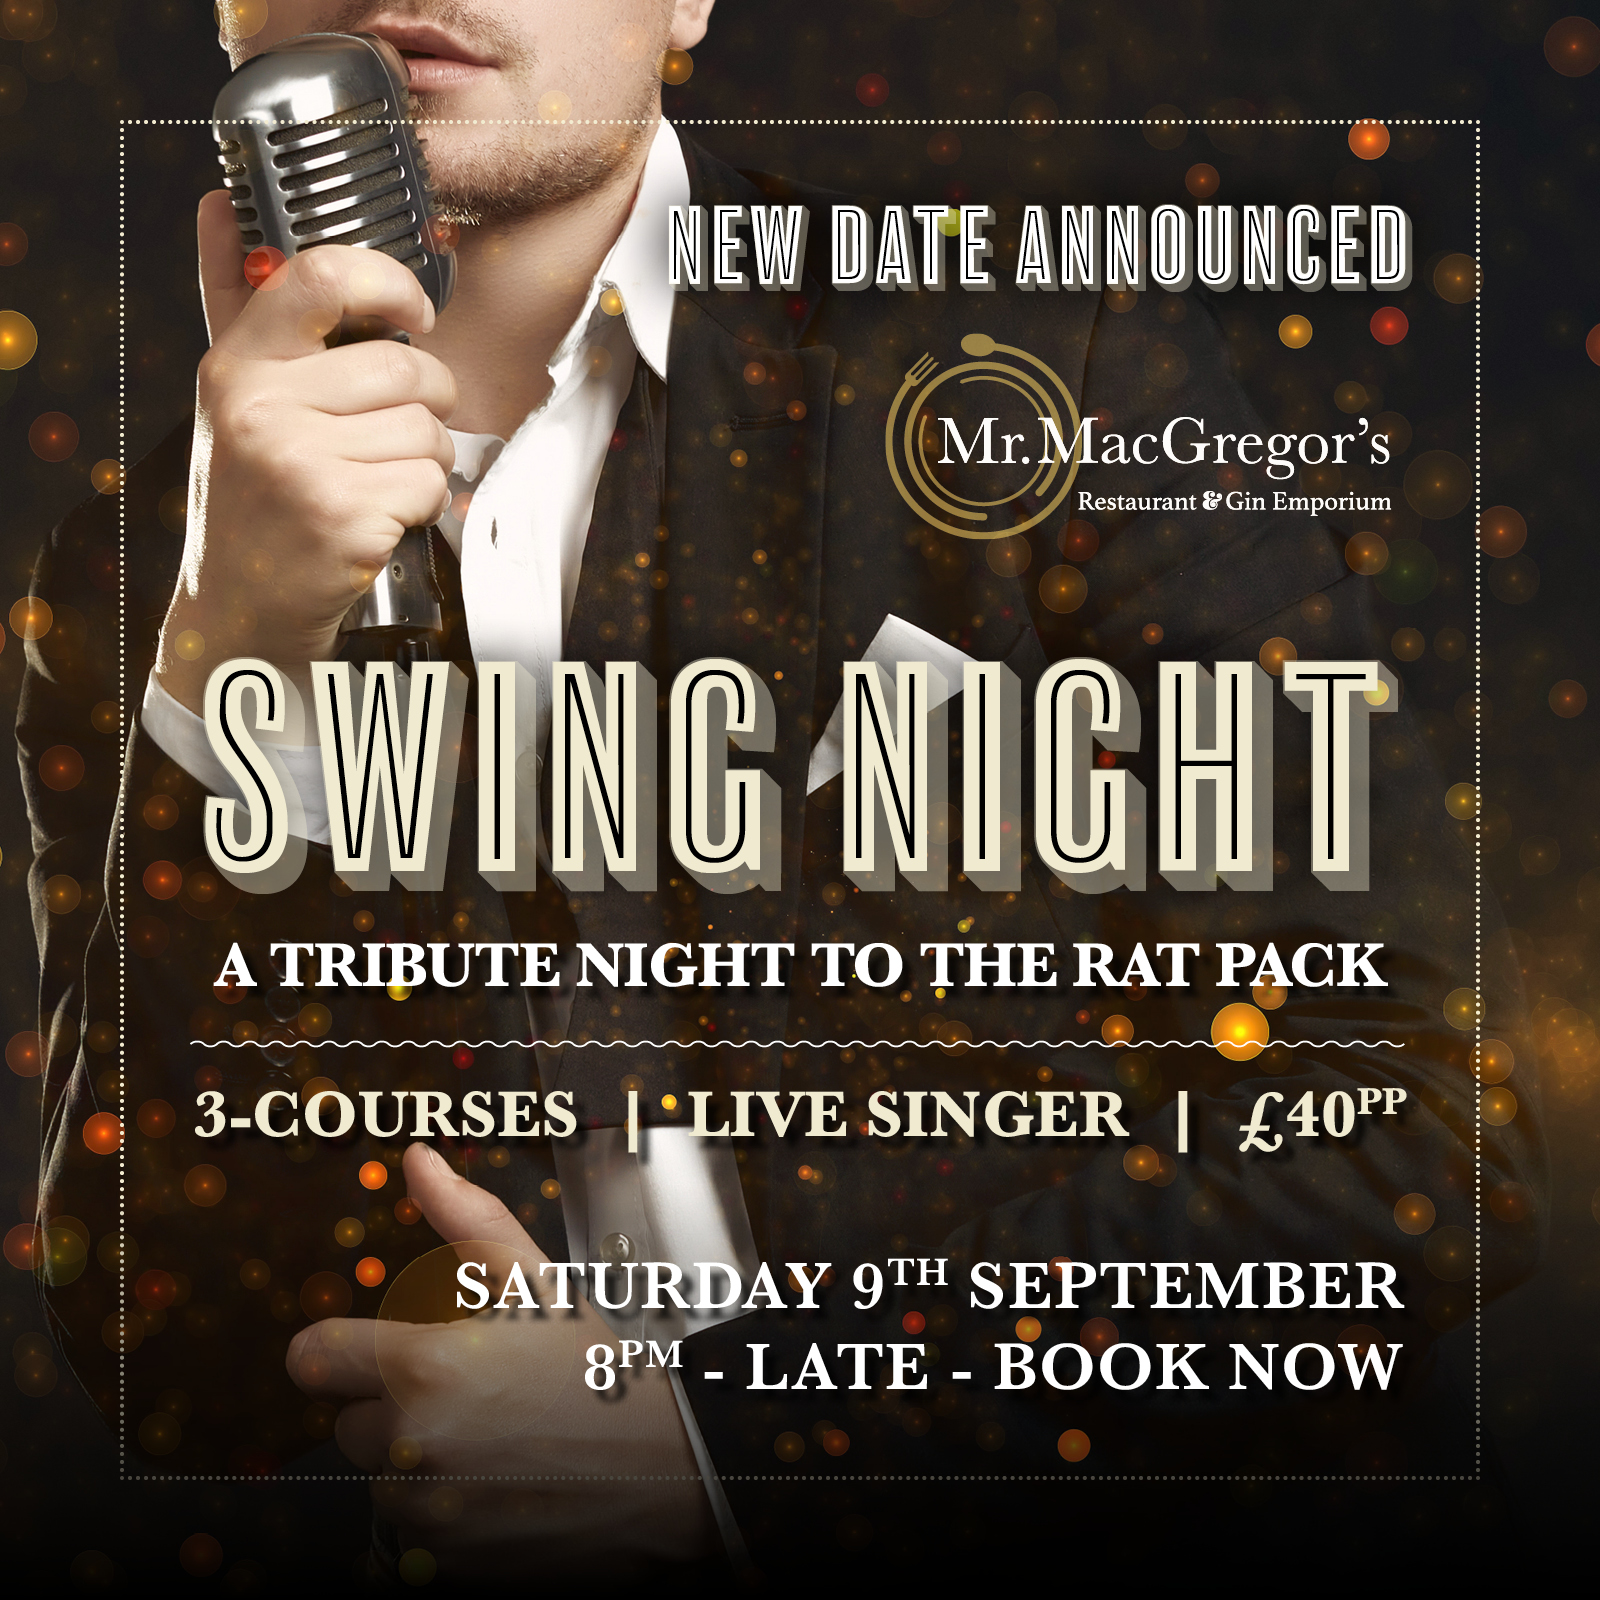 NEW DATE ANNOUNCED
Mr. MacGregor's
Restaurant & Gin Emporium
SWING NIGHT
A TRIBUTE NIGHT TO THE RAT PACK
3-COURSES | LIVE SINGER | £40PP
SATURDAY 9TH SEPTEMBER
8PM - LATE - BOOK NOW